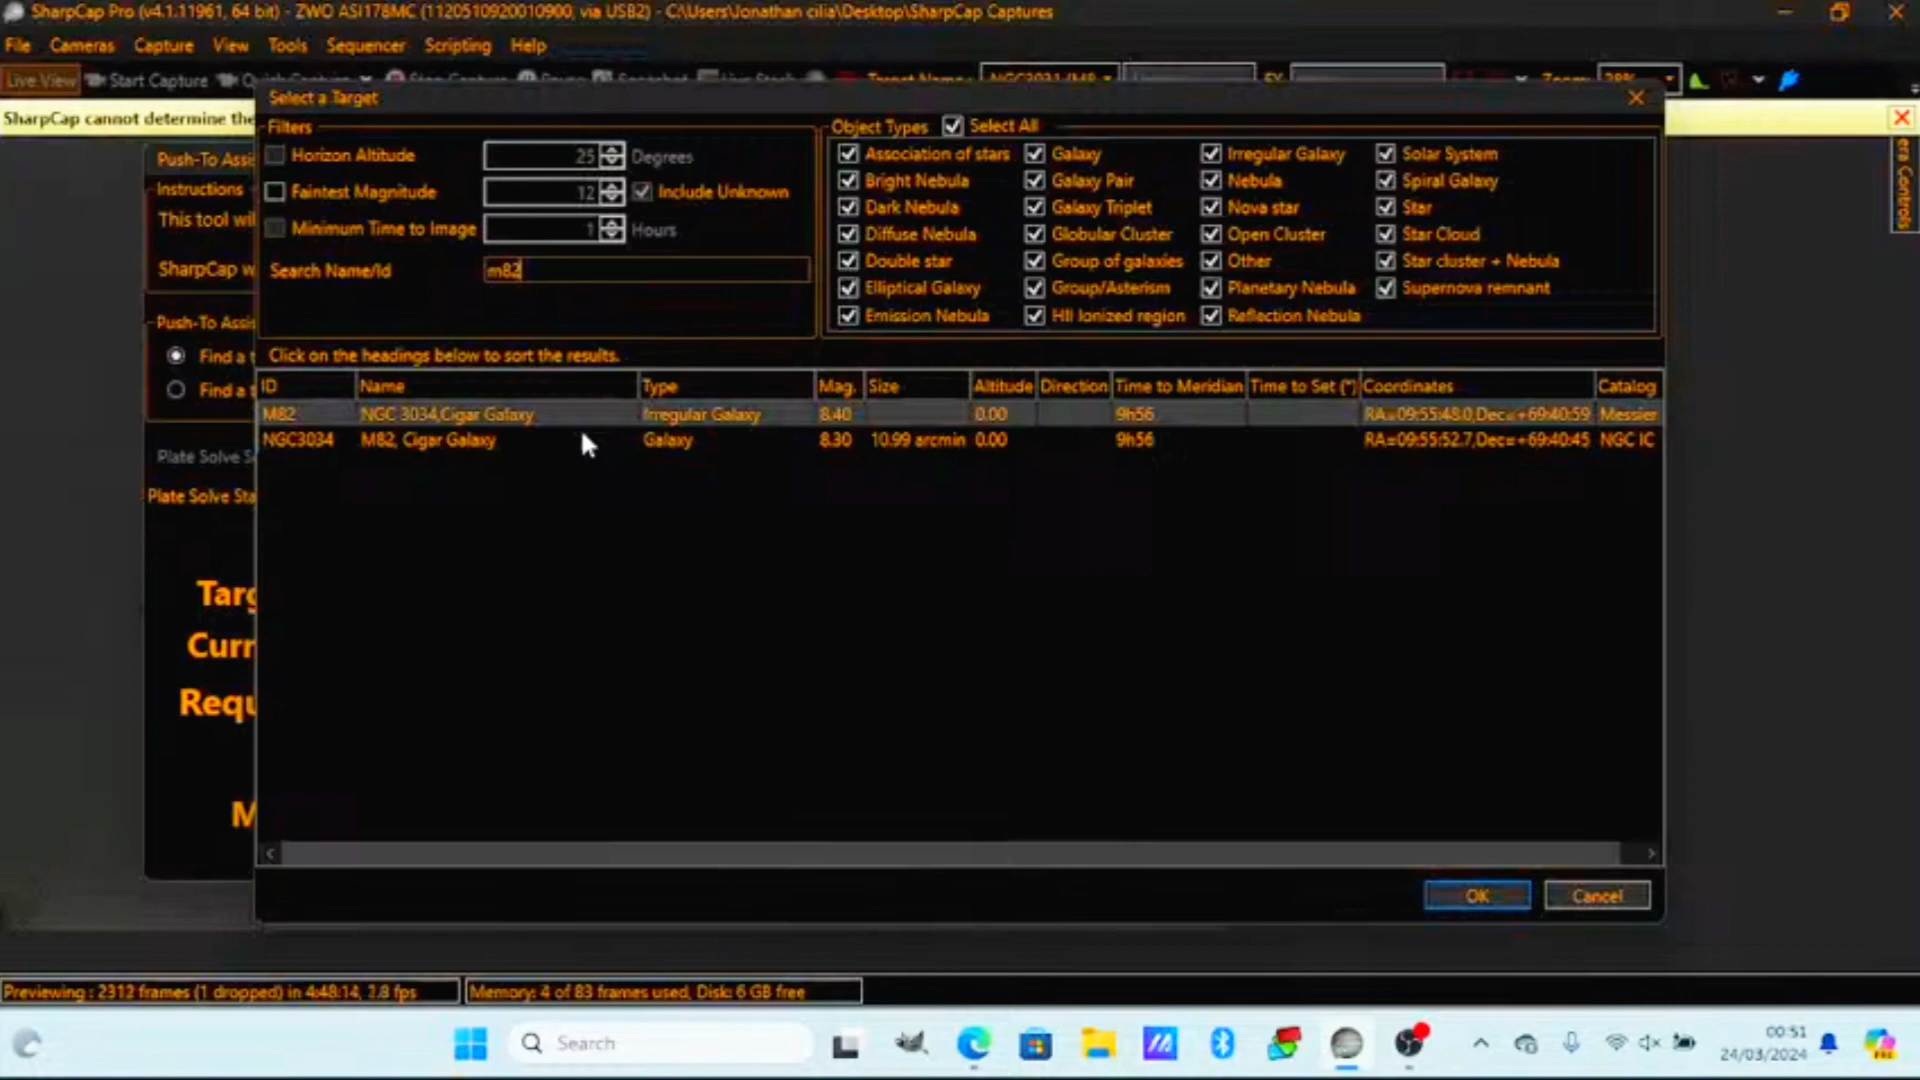 SharpCap Pro (v4.1.11961, 64 bit) - ZWO ASI178MC (1120510920010900, via USB2) - C:\Users\Jonathan cilia\Desktop\SharpCap Captures
File Cameras Capture View Tools Sequencer Scripting Help
Live View Start Capture
SharpCap cannot determine the
Select a Target
Push-To Assi
Instructions
This tool wil
SharpCap w
Push-To Assi
Find a t
Find a t
Plate Solve S
Plate Solve Sta
Targ
Curr
Requ
M
Filters
Horizon Altitude 25 Degrees
Faintest Magnitude 12 Include Unknown
Minimum Time to Image 1 Hours
Search Name/Id m82
Object Types Select All
Association of stars Galaxy Irregular Galaxy Solar System
Bright Nebula Galaxy Pair Nebula Spiral Galaxy
Dark Nebula Galaxy Triplet Nova star Star
Diffuse Nebula Globular Cluster Open Cluster Star Cloud
Double star Group of galaxies Other Star cluster + Nebula
Elliptical Galaxy Group/Asterism Planetary Nebula Supernova remnant
Emission Nebula HII Ionized region Reflection Nebula
Click on the headings below to sort the results.
ID Name Type Mag. Size Altitude Direction Time to Meridian Time to Set (*) Coordinates Catalog
M82 NGC 3034,Cigar Galaxy Irregular Galaxy 8.40 0.00 9h56 RA=09:55:48.0,Dec=+69:40:59 Messier
NGC3034 M82, Cigar Galaxy Galaxy 8.30 10.99 arcmin 0.00 9h56 RA=09:55:52.7,Dec=+69:40:45 NGC IC
OK Cancel
era Controls
Previewing : 2312 frames (1 dropped) in 4:48:14, fps
Memory: 4 of 83 frames used, Disk: 6 GB free
Search
00:51
24/03/2024